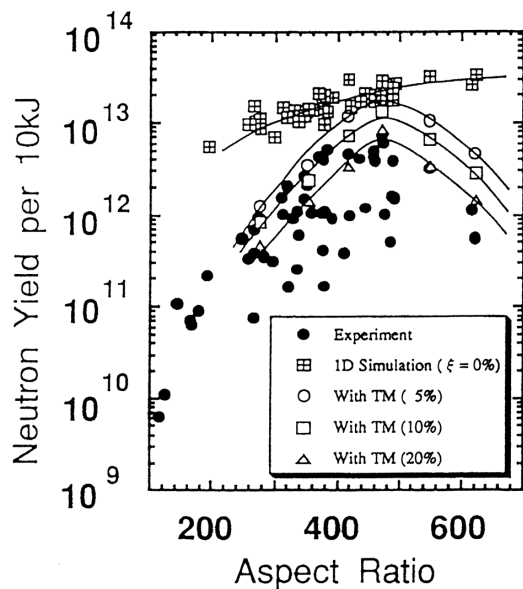 Neutron Yield per 10kJ
10^14
10^13
10^12
10^11
10^10
10^9
Experiment
1D Simulation ( ξ = 0%)
With TM ( 5%)
With TM (10%)
With TM (20%)
200 400 600
Aspect Ratio